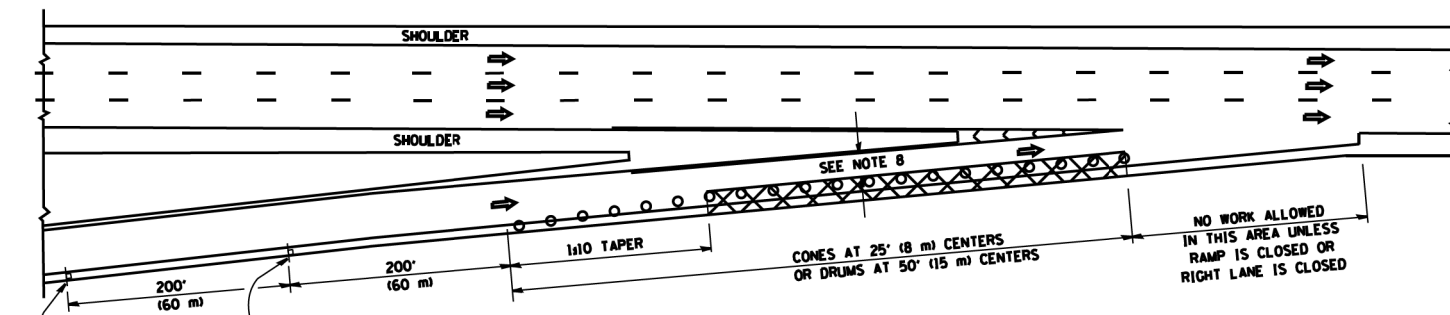 SHOULDER
SHOULDER
SEE NOTE 8
1:10 TAPER
200'
(60 m)
200'
(60 m)
CONES AT 25' (8 m) CENTERS
OR DRUMS AT 50' (15 m) CENTERS
NO WORK ALLOWED
IN THIS AREA UNLESS
RAMP IS CLOSED OR
RIGHT LANE IS CLOSED